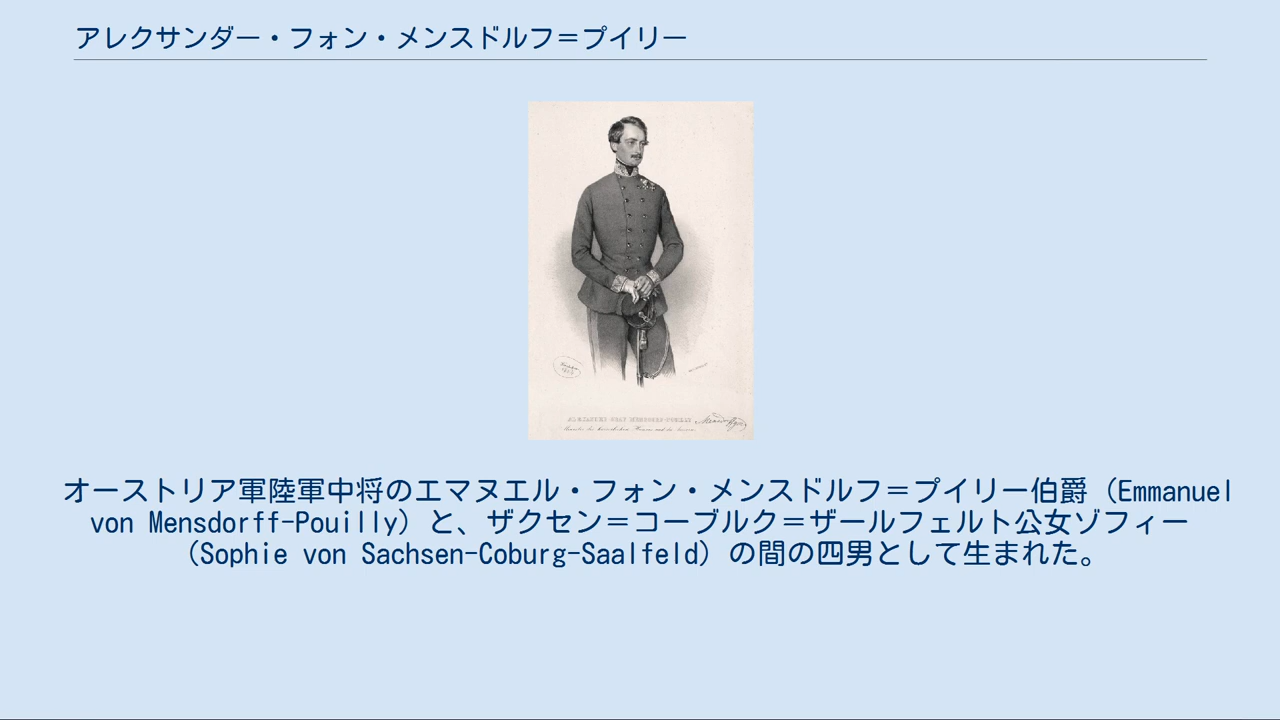 アレクサンダー・フォン・メンスドルフ＝プイリー
ALEXANDER GRAF MENSDORF-POUILLY
オーストリア軍陸軍中将のエマヌエル・フォン・メンスドルフ＝プイリー伯爵（Emmanuel
von Mensdorff-Pouilly）と、ザクセン＝コーブルク＝ザールフェルト公女ゾフィー
（Sophie von Sachsen-Coburg-Saalfeld）の間の四男として生まれた。